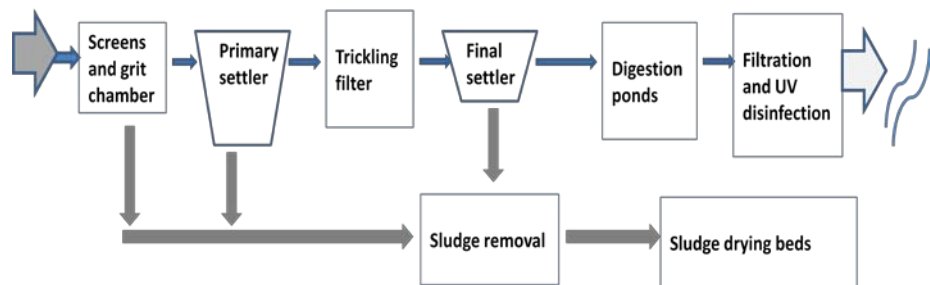 Screens
and grit
chamber
Primary
settler
Trickling
filter
Final
settler
Digestion
ponds
Filtration
and UV
disinfection
Sludge removal
Sludge drying beds